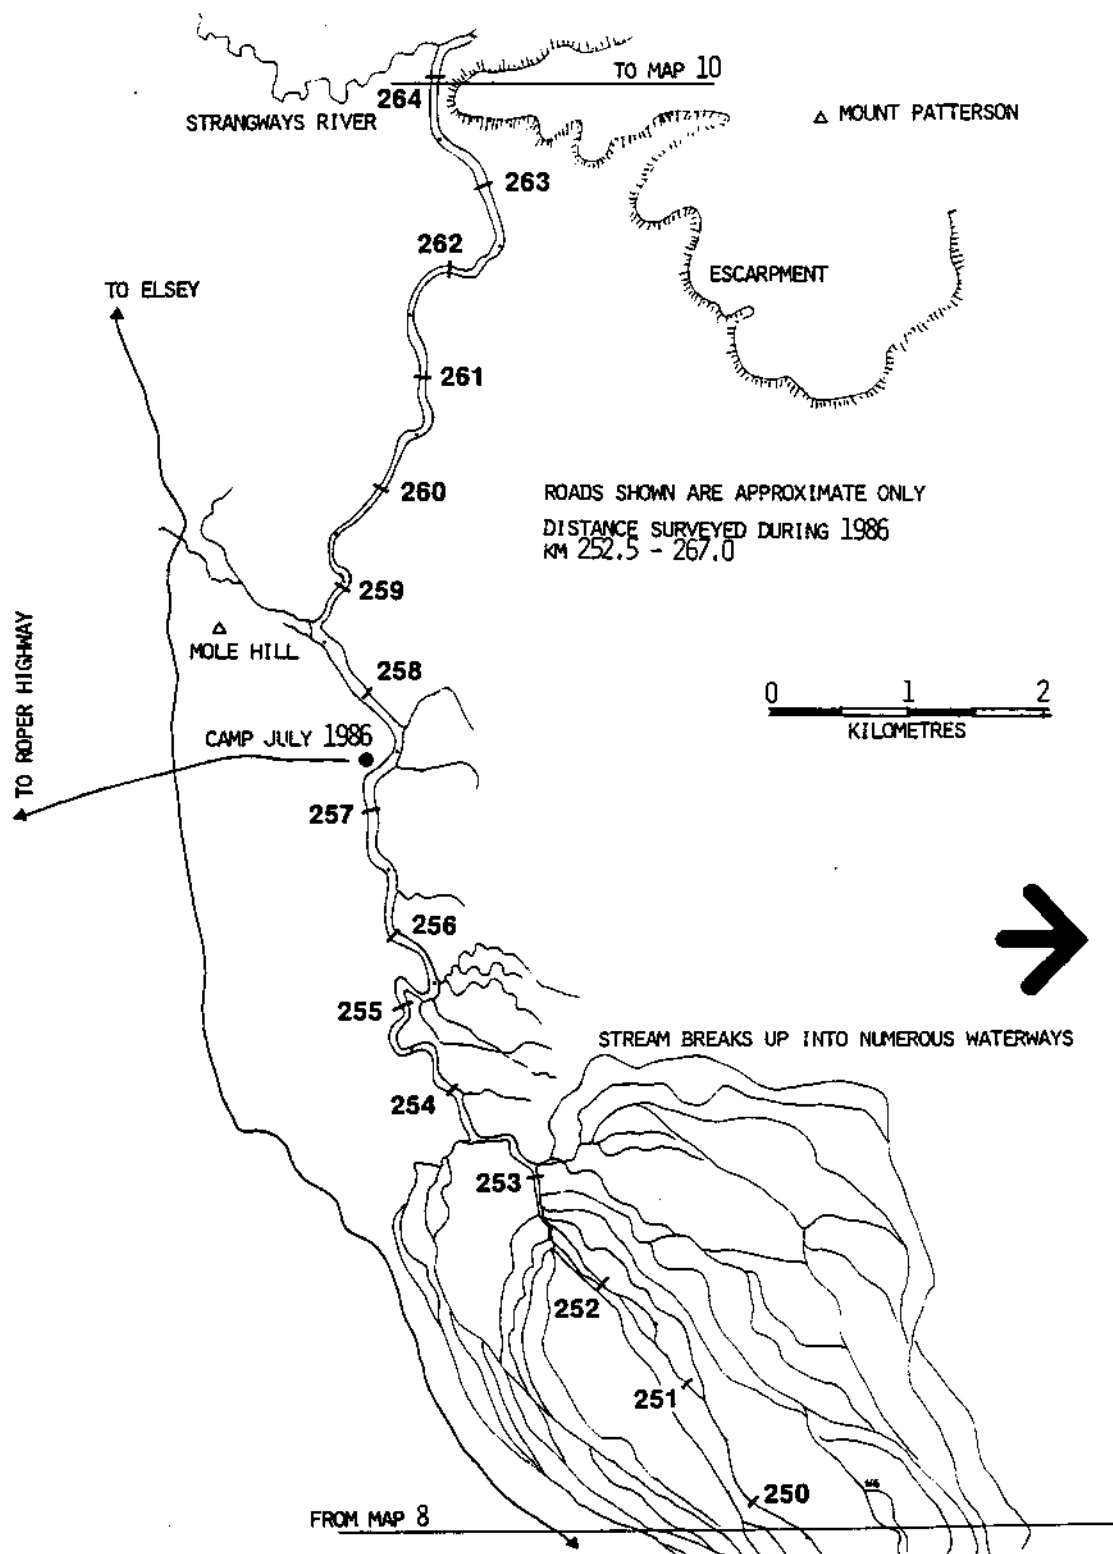 TO MAP 10
264
STRANGWAYS RIVER
MOUNT PATTERSON
263
262
ESCARPMENT
TO ELSEY
261
260
ROADS SHOWN ARE APPROXIMATE ONLY
DISTANCE SURVEYED DURING 1986
KM 252.5 - 267.0
259
TO ROPER HIGHWAY
MOLE HILL
258
0 1 2
KILOMETRES
CAMP JULY 1986
257
256
255
STREAM BREAKS UP INTO NUMEROUS WATERWAYS
254
253
252
251
250
FROM MAP 8